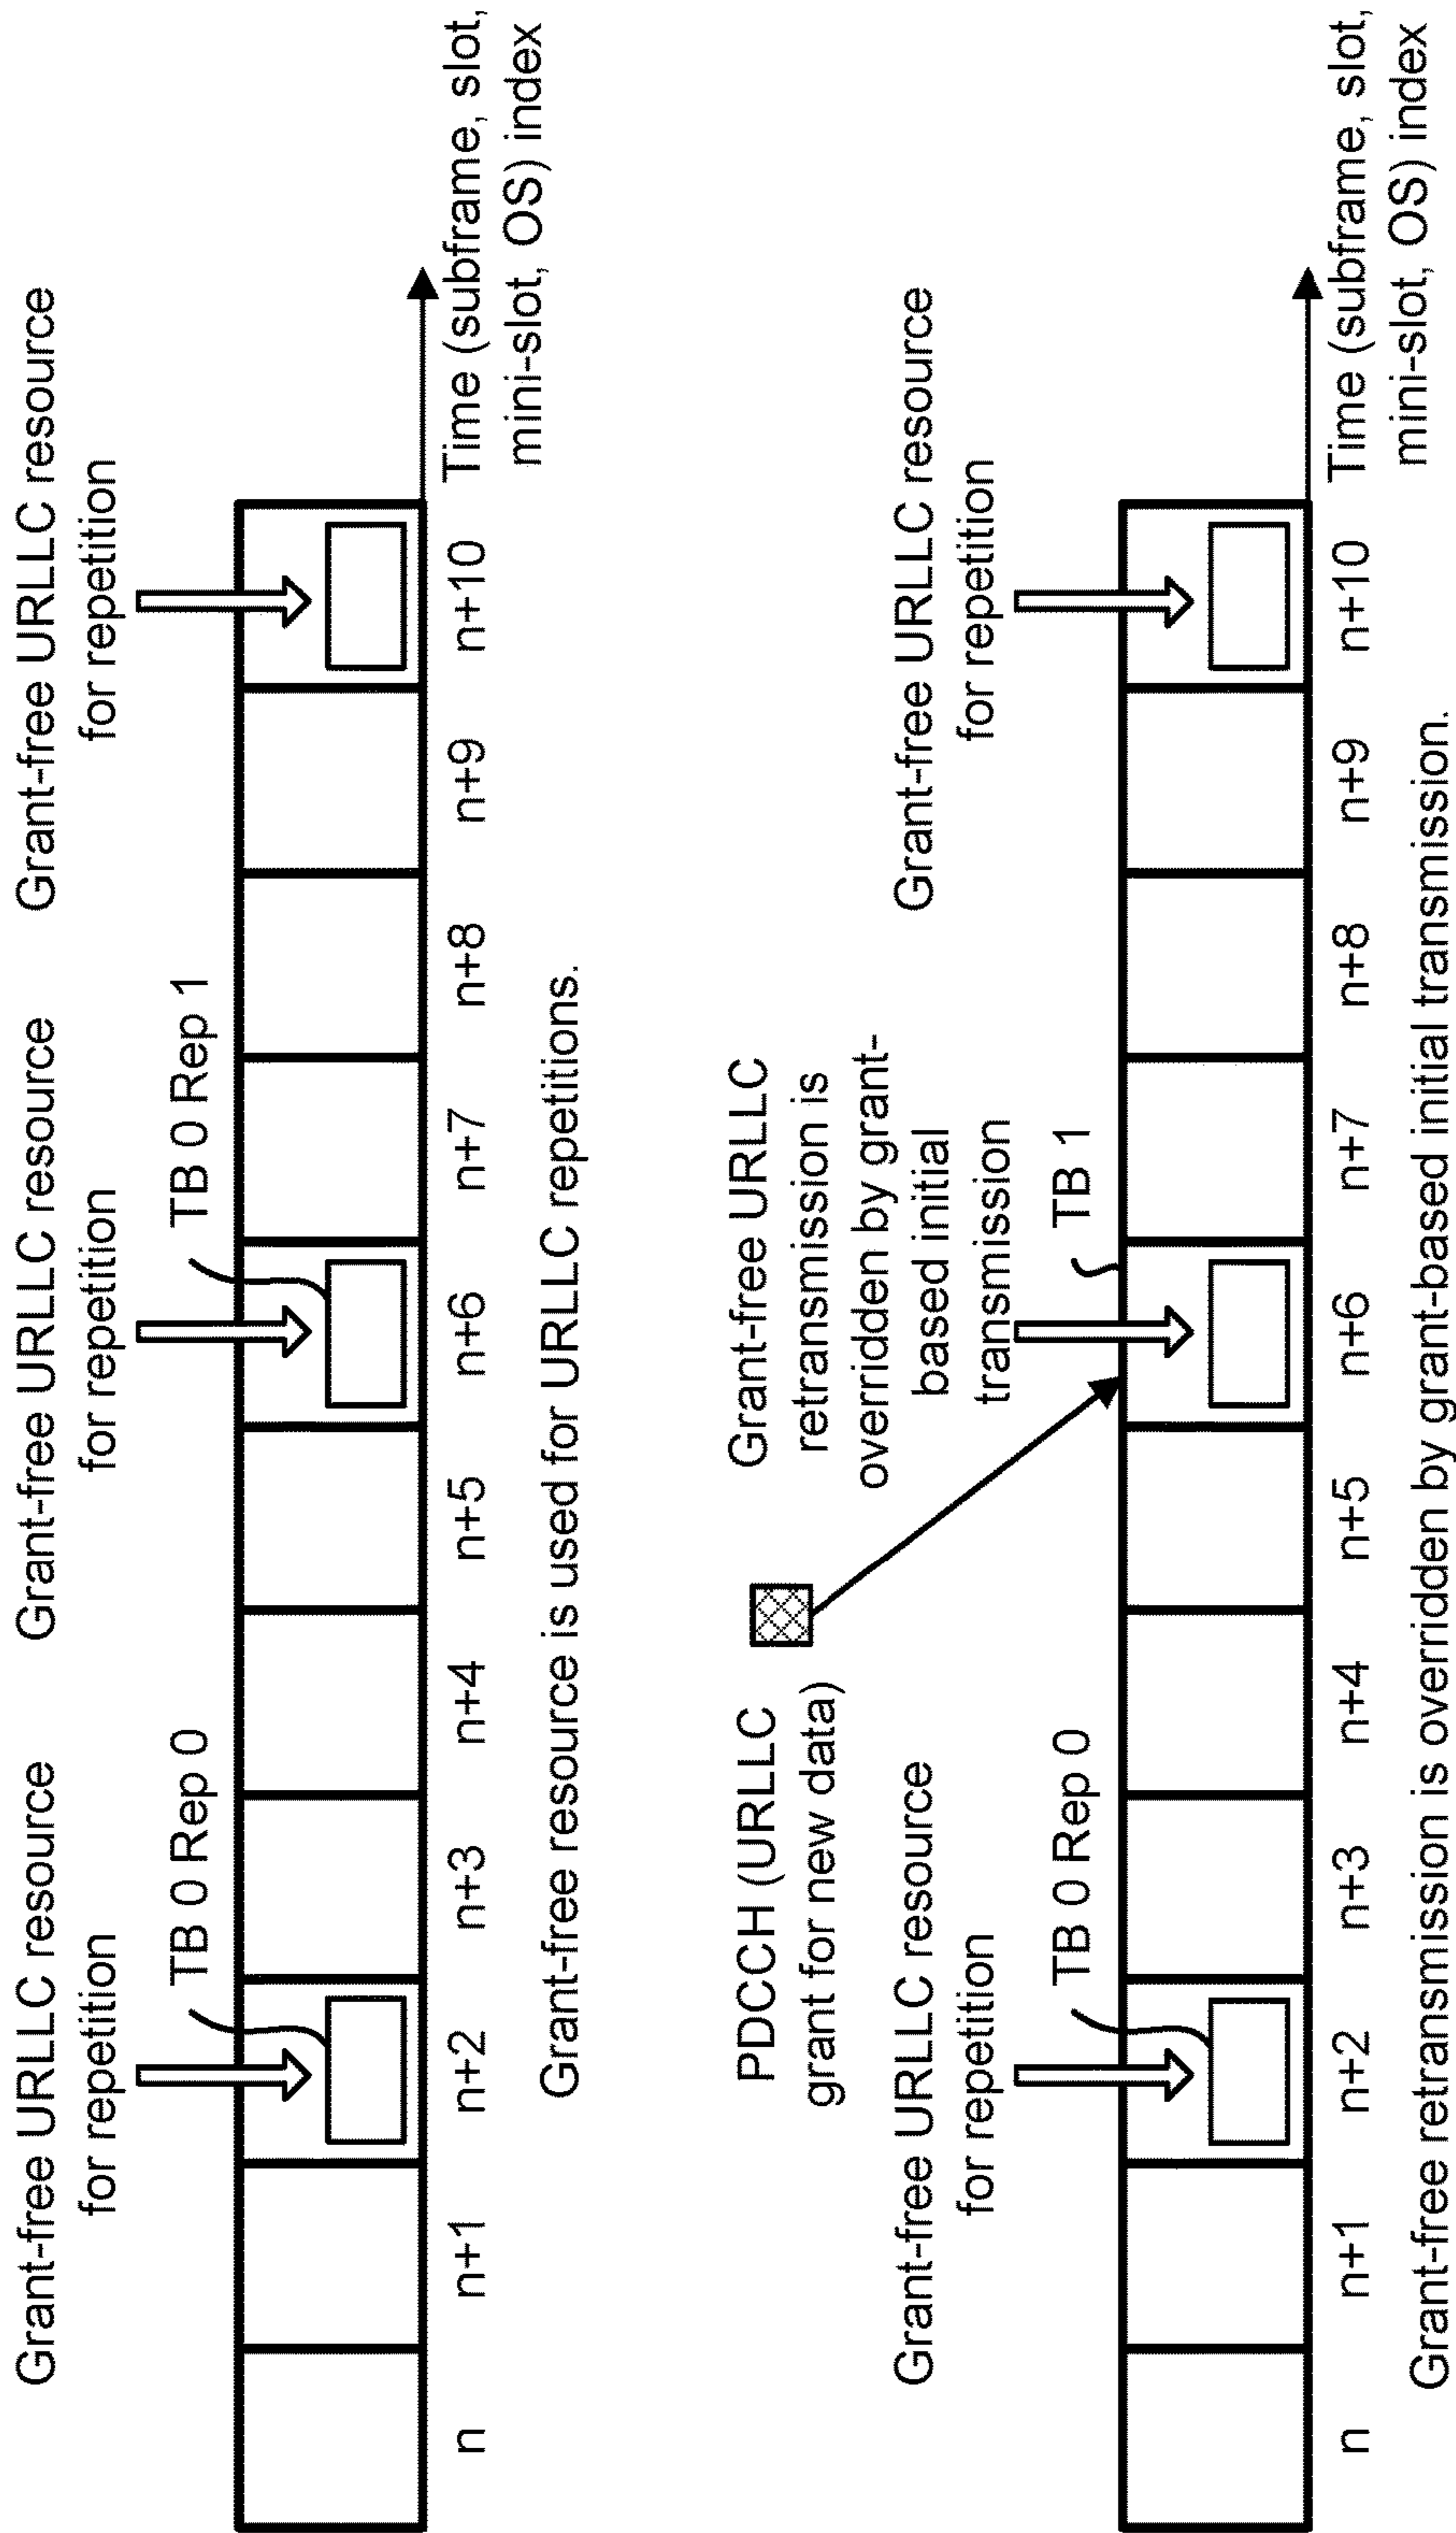 Grant-free URLLC resource
for repetition
Grant-free URLLC resource
for repetition
Grant-free URLLC resource
for repetition
TB 0 Rep 0
TB 0 Rep 1
n
n+1
n+2
n+3
n+4
n+5
n+6
n+7
n+8
n+9
n+10
Time (subframe, slot,
mini-slot, OS) index
Grant-free resource is used for URLLC repetitions.
PDCCH (URLLC
grant for new data)
Grant-free URLLC
retransmission is
overridden by grant-
based initial
transmission
Grant-free URLLC resource
for repetition
Grant-free URLLC resource
for repetition
TB 0 Rep 0
TB 1
n
n+1
n+2
n+3
n+4
n+5
n+6
n+7
n+8
n+9
n+10
Time (subframe, slot,
mini-slot, OS) index
Grant-free retransmission is overridden by grant-based initial transmission.